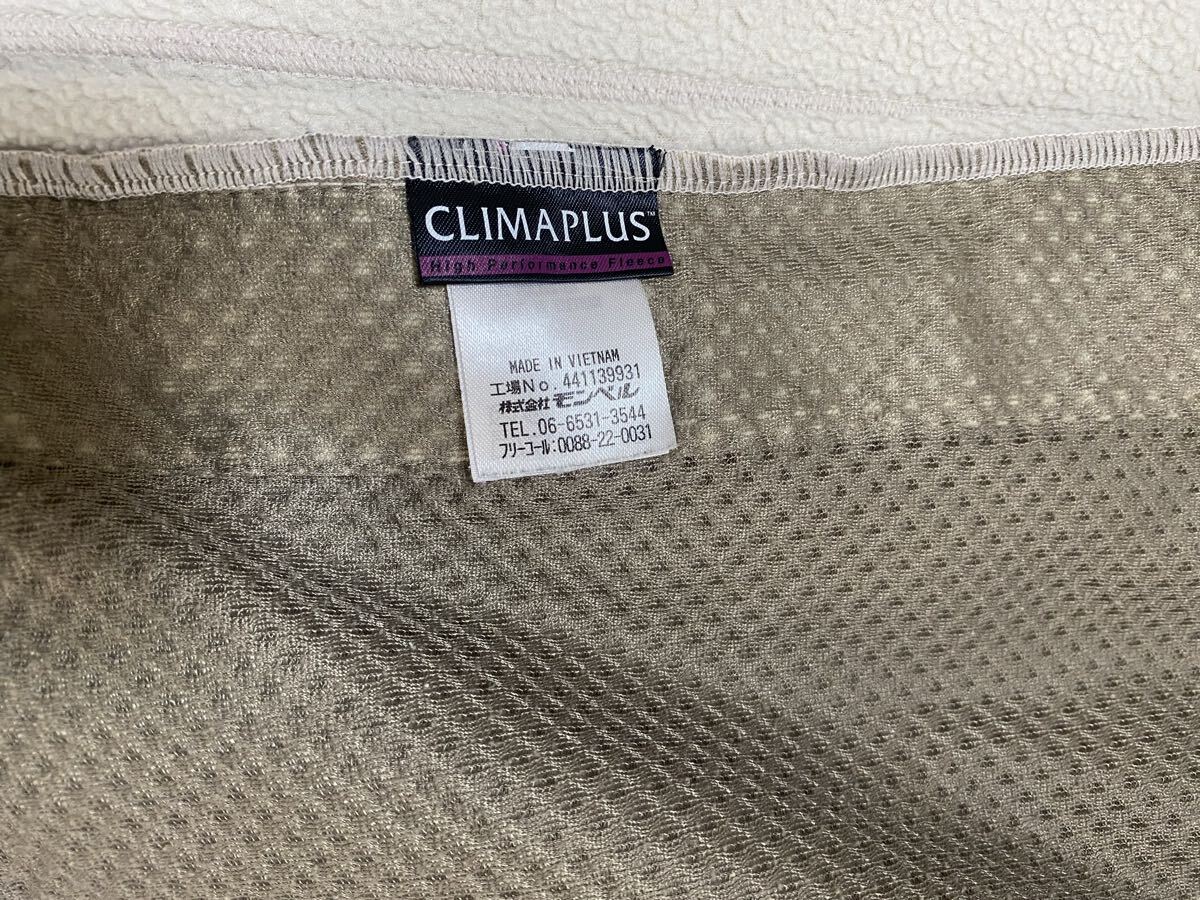 CLIMAPLUS™
High Performance Fleece
MADE IN VIETNAM
工場No. 441139931
株式会社 モンベル
TEL.06-6531-3544
フリーコール:0088-22-0031